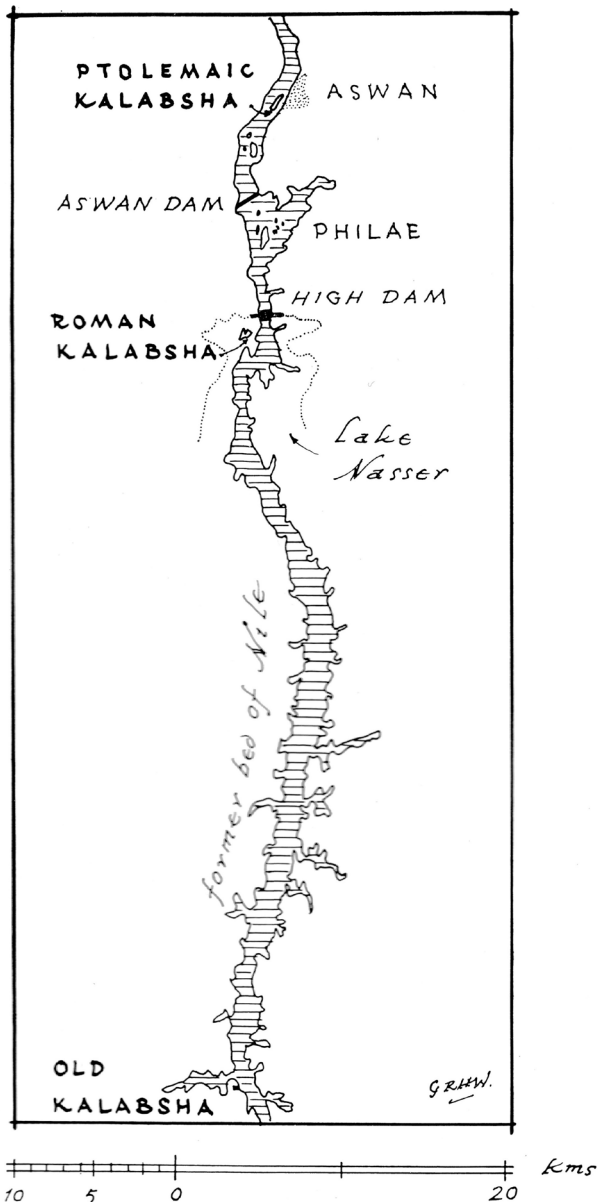 PTOLEMAIC
KALABSHA
ASWAN
ASWAN DAM
PHILAE
HIGH DAM
ROMAN
KALABSHA
Lake
Nasser
former bed of Nile
OLD
KALABSHA
G.R.H.W.
10 5 0 20 Kms